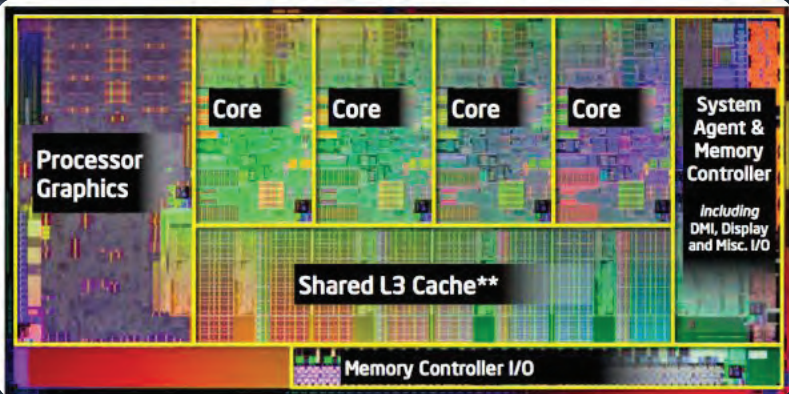 Processor
Graphics
Core
Core
Core
Core
System
Agent &
Memory
Controller
including
DMI, Display
and Misc. I/O
Shared L3 Cache**
Memory Controller I/O